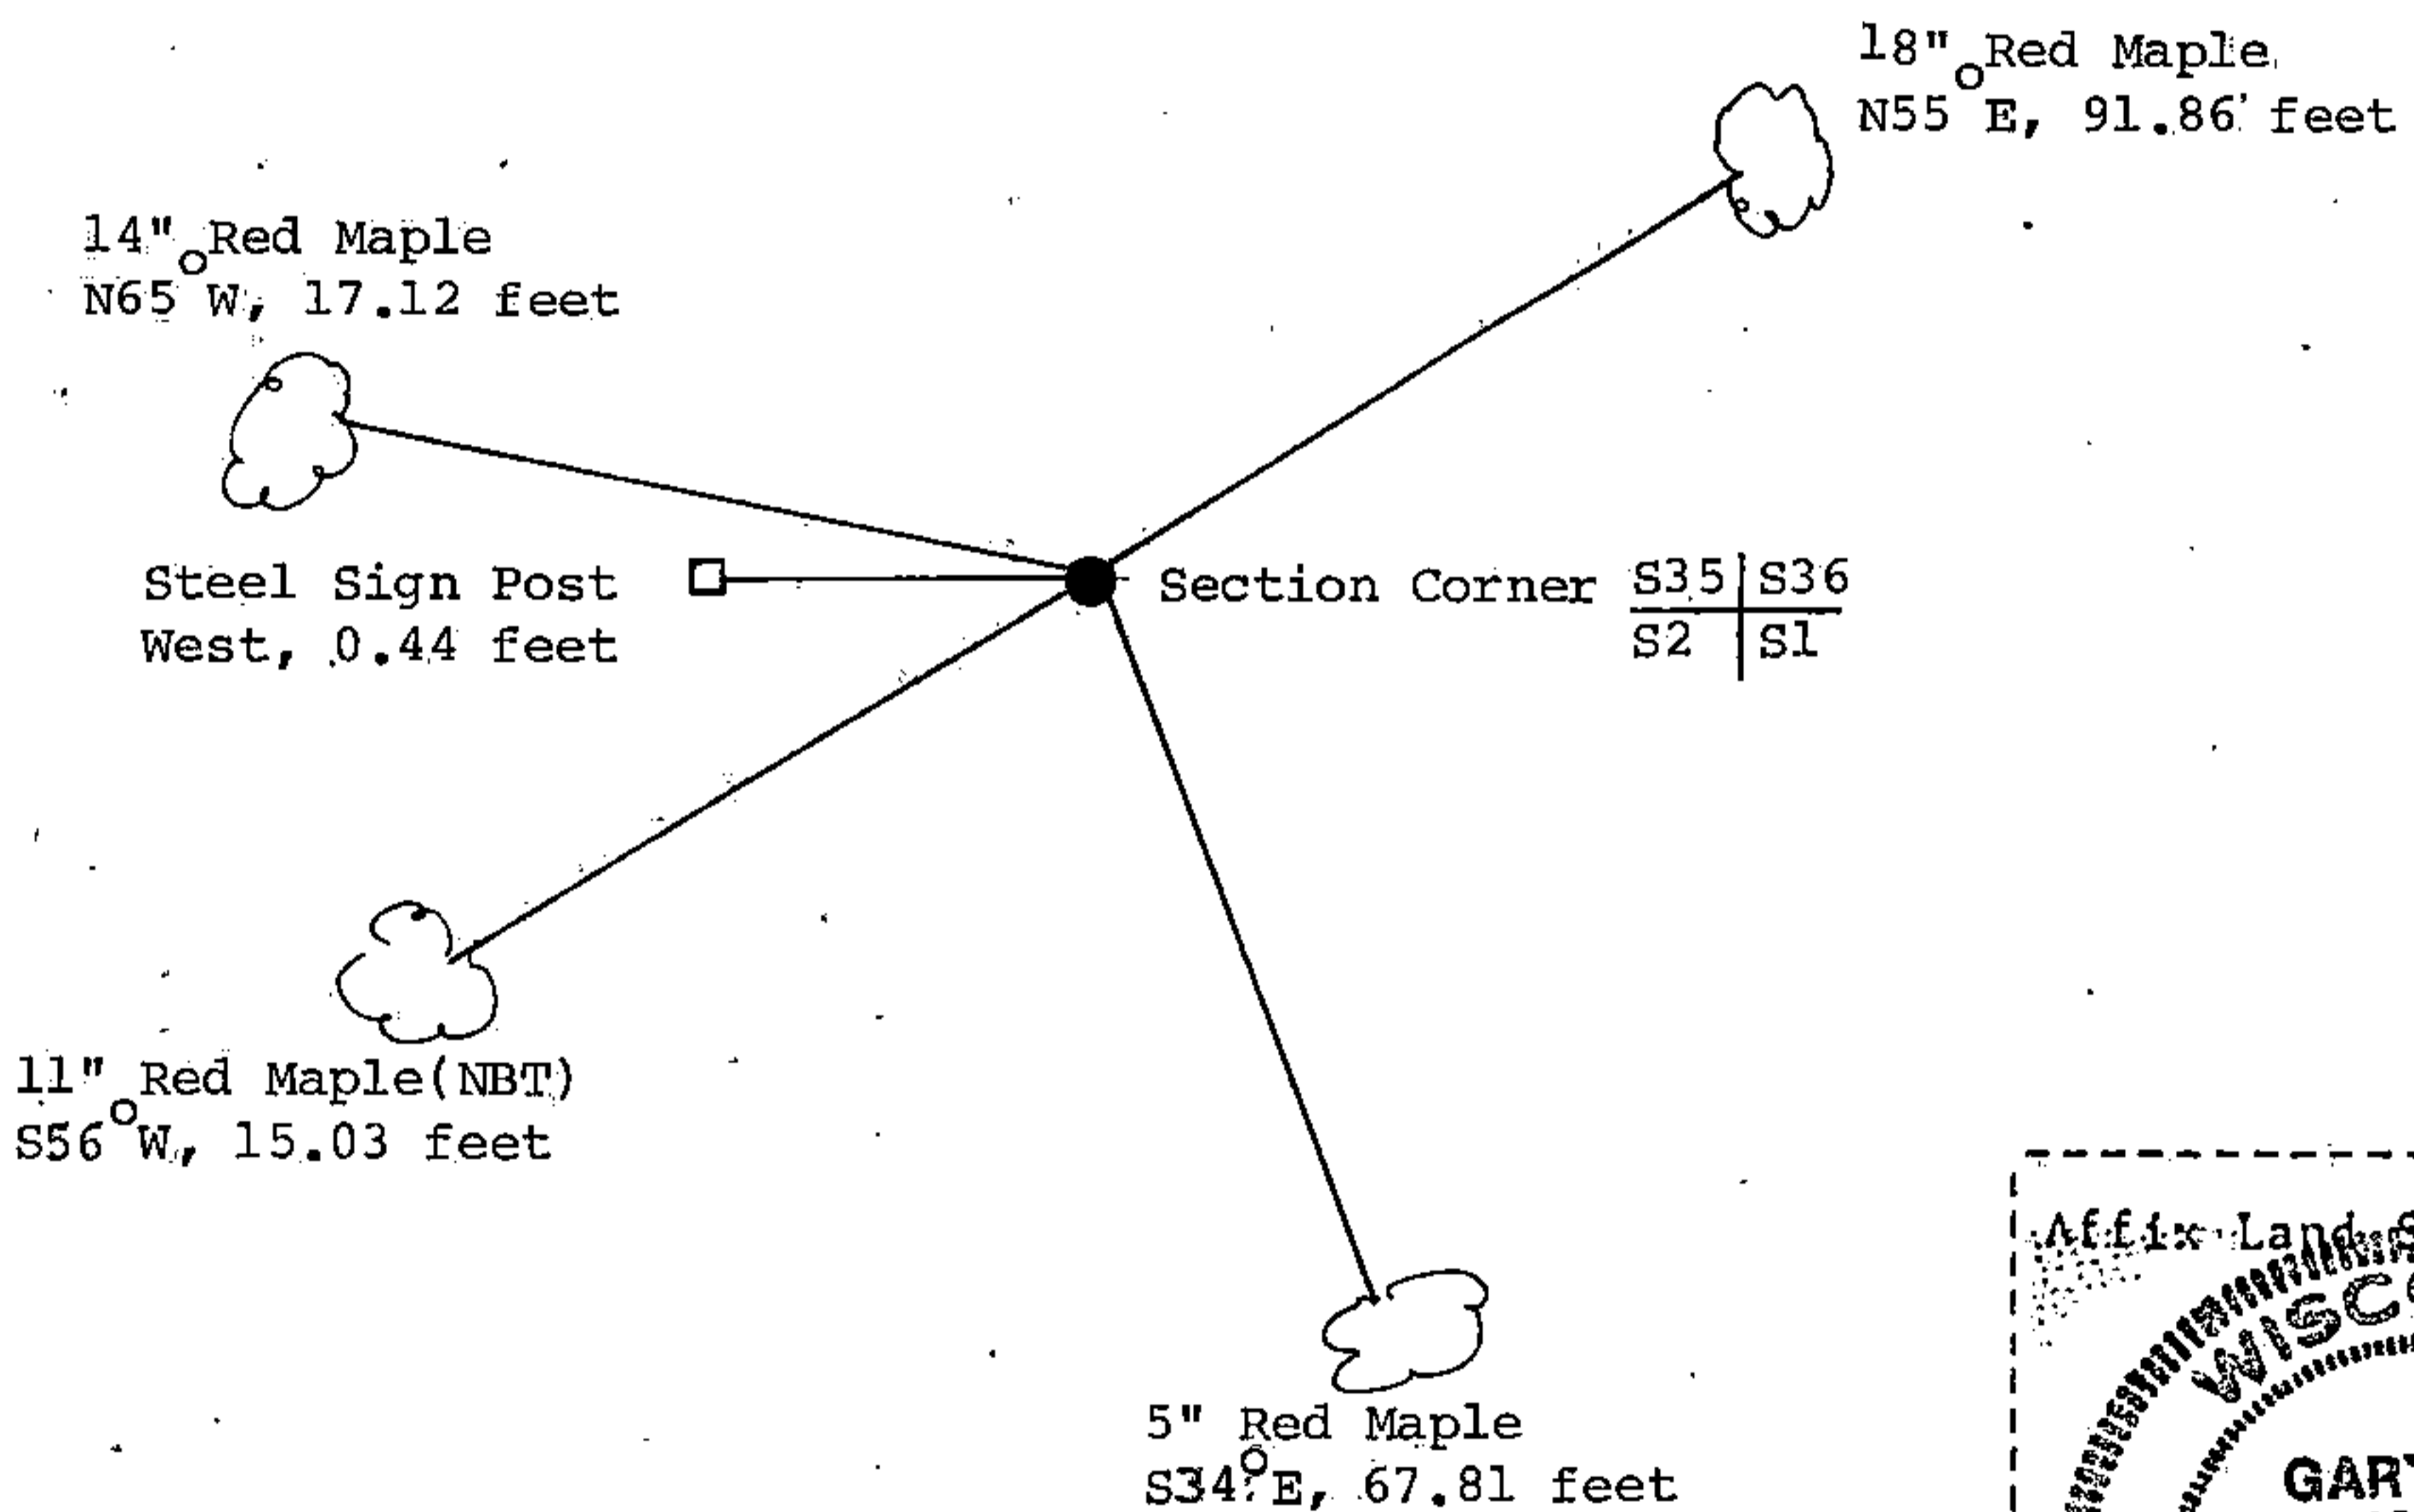 18" Red Maple
N55°E, 91.86 feet
14" Red Maple
N65°W, 17.12 feet
Steel Sign Post
West, 0.44 feet
Section Corner
S35 S36
S2 S1
11" Red Maple(NBT)
S56°W, 15.03 feet
5" Red Maple
S34°E, 67.81 feet
Affix Land